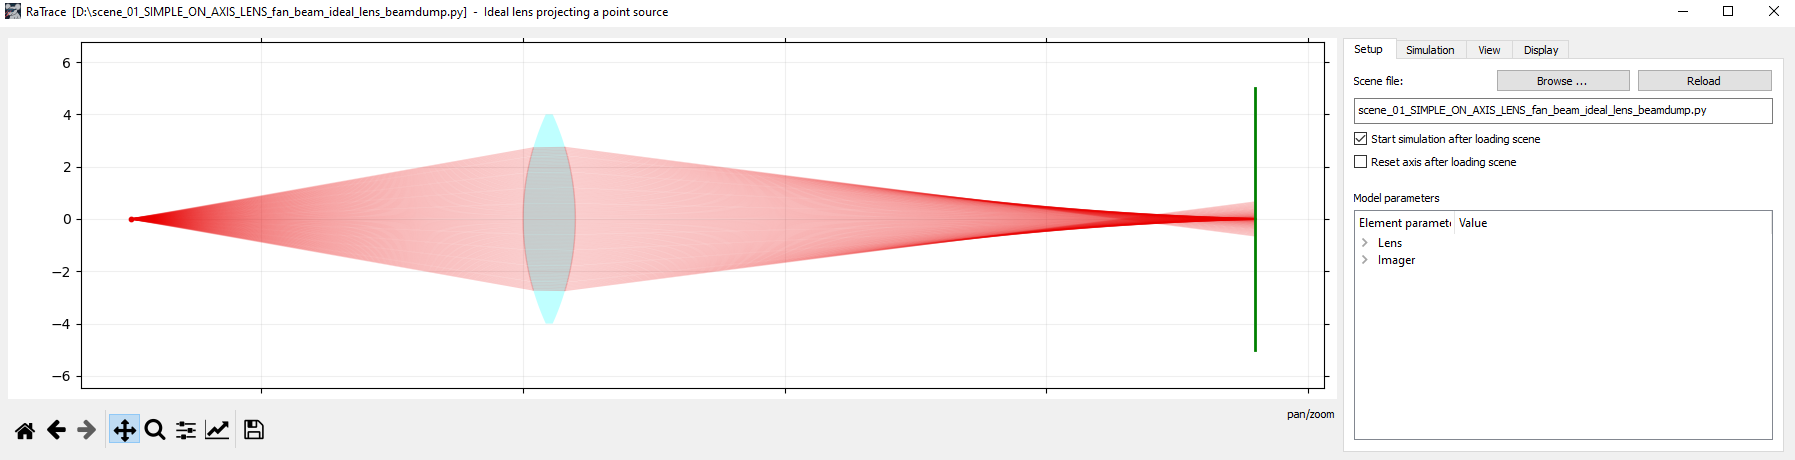 RaTrace [D:\scene_01_SIMPLE_ON_AXIS_LENS_fan_beam_ideal_lens_beamdump.py] - Ideal lens projecting a point source
6
4
2
0
−2
−4
−6
pan/zoom
Setup Simulation View Display
Scene file: Browse ... Reload
scene_01_SIMPLE_ON_AXIS_LENS_fan_beam_ideal_lens_beamdump.py
Start simulation after loading scene
Reset axis after loading scene
Model parameters
Element paramete Value
Lens
Imager